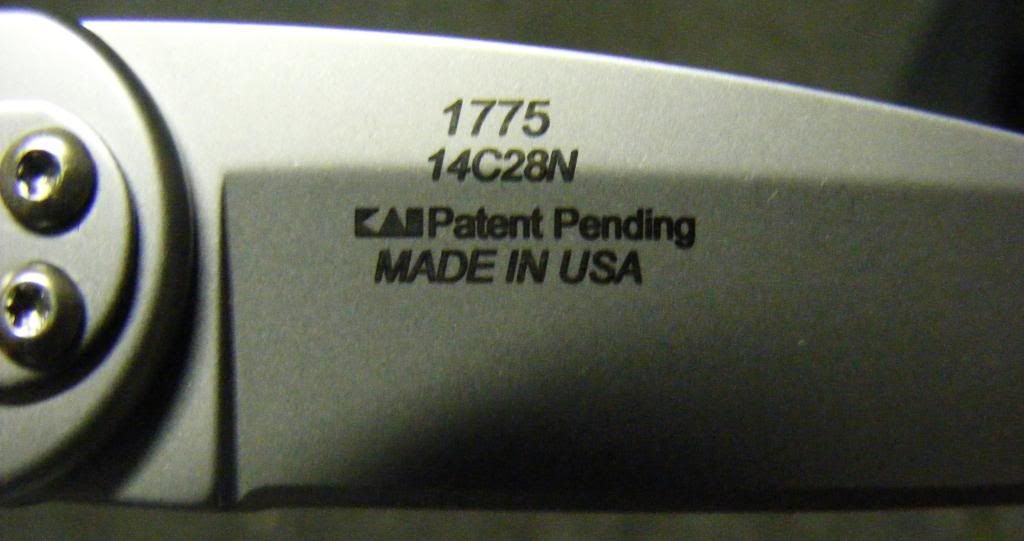 1775
14C28N
KAI Patent Pending
MADE IN USA